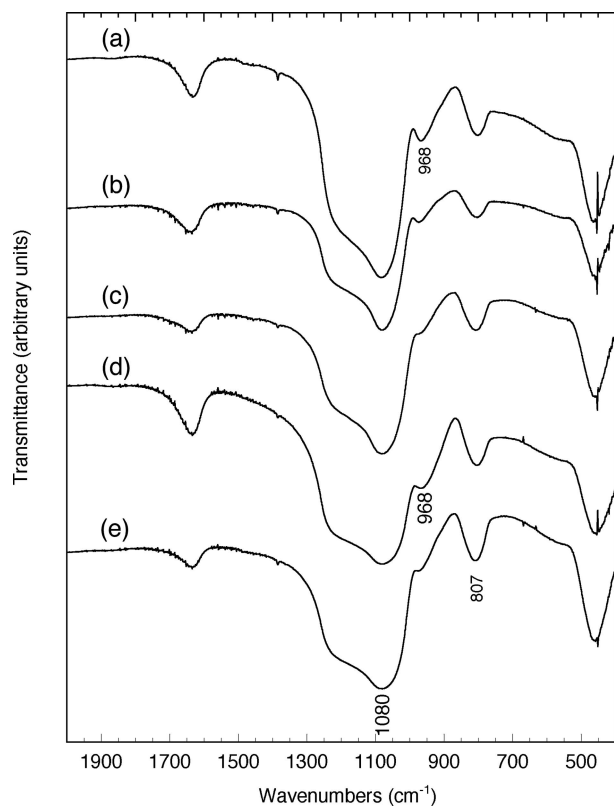 (a)
968
(b)
(c)
(d)
968
(e)
807
1080
Transmittance (arbitrary units)
1900 1700 1500 1300 1100 900 700 500
Wavenumbers (cm⁻¹)